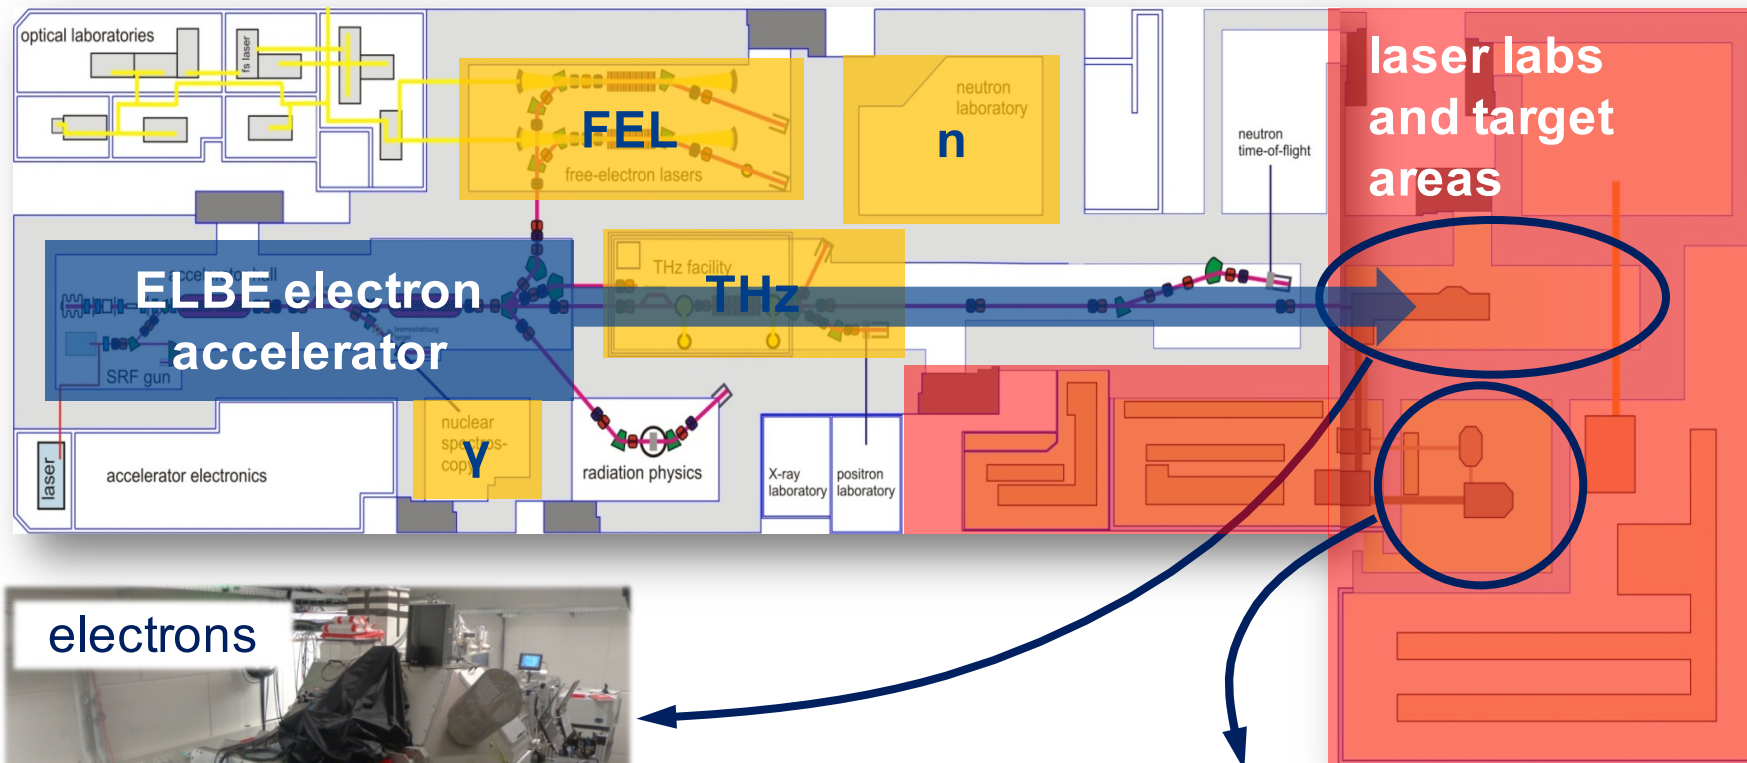 optical laboratories
fs laser
FEL
free-electron lasers
neutron
laboratory
n
neutron
time-of-flight
laser labs
and target
areas
accelerator hall
ELBE electron
accelerator
SRF gun
THz facility
THz
nuclear
spectros-
copy
γ
laser
accelerator electronics
radiation physics
X-ray
laboratory
positron
laboratory
electrons